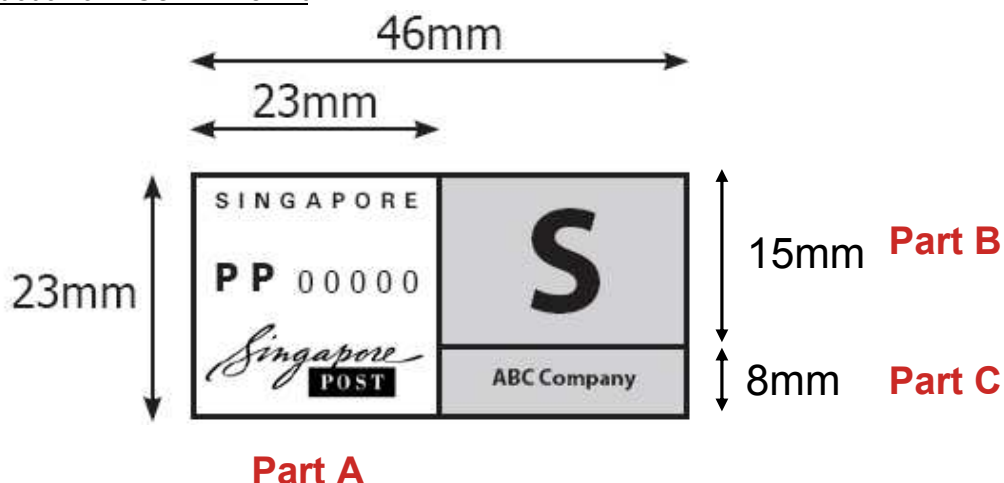 46mm
23mm
23mm
SINGAPORE
PP 00000
Singapore
POST
S
ABC Company
15mm
Part B
8mm
Part C
Part A